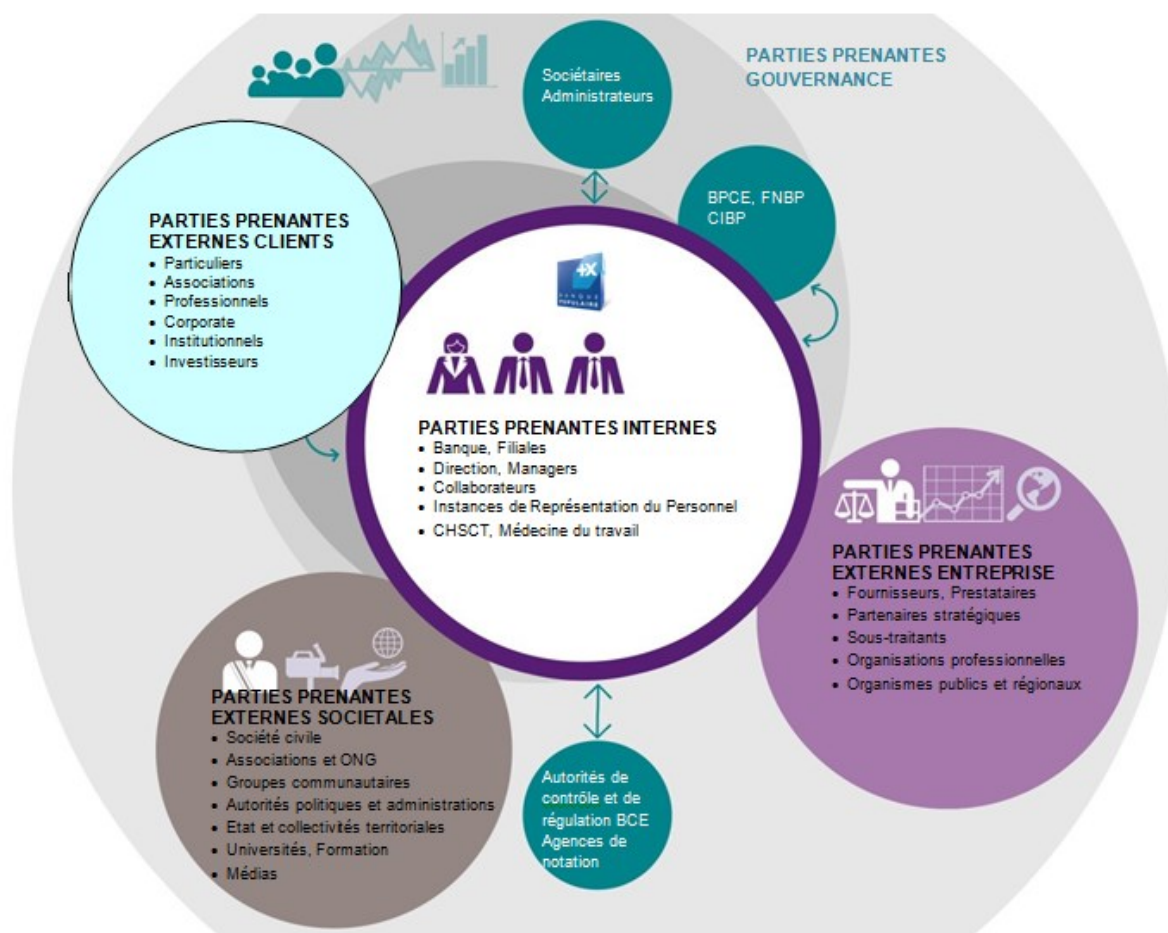 PARTIES PRENANTES
GOUVERNANCE
Sociétaires
Administrateurs
BPCE, FNBP
CIBP
PARTIES PRENANTES
EXTERNES CLIENTS
• Particuliers
• Associations
• Professionnels
• Corporate
• Institutionnels
• Investisseurs
BANQUE
POPULAIRE
PARTIES PRENANTES INTERNES
• Banque, Filiales
• Direction, Managers
• Collaborateurs
• Instances de Représentation du Personnel
• CHSCT, Médecine du travail
PARTIES PRENANTES
EXTERNES ENTREPRISE
• Fournisseurs, Prestataires
• Partenaires stratégiques
• Sous-traitants
• Organisations professionnelles
• Organismes publics et régionaux
PARTIES PRENANTES
EXTERNES SOCIETALES
• Société civile
• Associations et ONG
• Groupes communautaires
• Autorités politiques et administrations
• Etat et collectivités territoriales
• Universités, Formation
• Médias
Autorités de
contrôle et de
régulation BCE
Agences de
notation